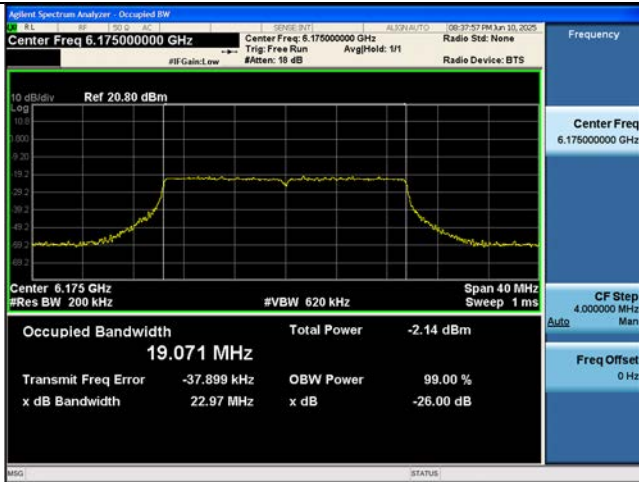 Agilent Spectrum Analyzer - Occupied BW
RL RF 50 Ω AC SENSE:INT ALIGN AUTO 08:37:57 PM Jun 10, 2025
Center Freq 6.175000000 GHz Center Freq: 6.175000000 GHz Radio Std: None Frequency
Trig: Free Run Avg|Hold: 1/1
#IFGain:Low #Atten: 18 dB Radio Device: BTS
10 dB/div Ref 20.80 dBm
Log
10.8
0.800
-9.20
-19.2
-29.2
-39.2
-49.2
-59.2
-69.2
Center Freq
6.175000000 GHz
Center 6.175 GHz Span 40 MHz
#Res BW 200 kHz #VBW 620 kHz Sweep 1 ms
CF Step
4.000000 MHz
Auto Man
Occupied Bandwidth Total Power -2.14 dBm
19.071 MHz
Transmit Freq Error -37.899 kHz OBW Power 99.00 %
x dB Bandwidth 22.97 MHz x dB -26.00 dB
Freq Offset
0 Hz
MSG STATUS